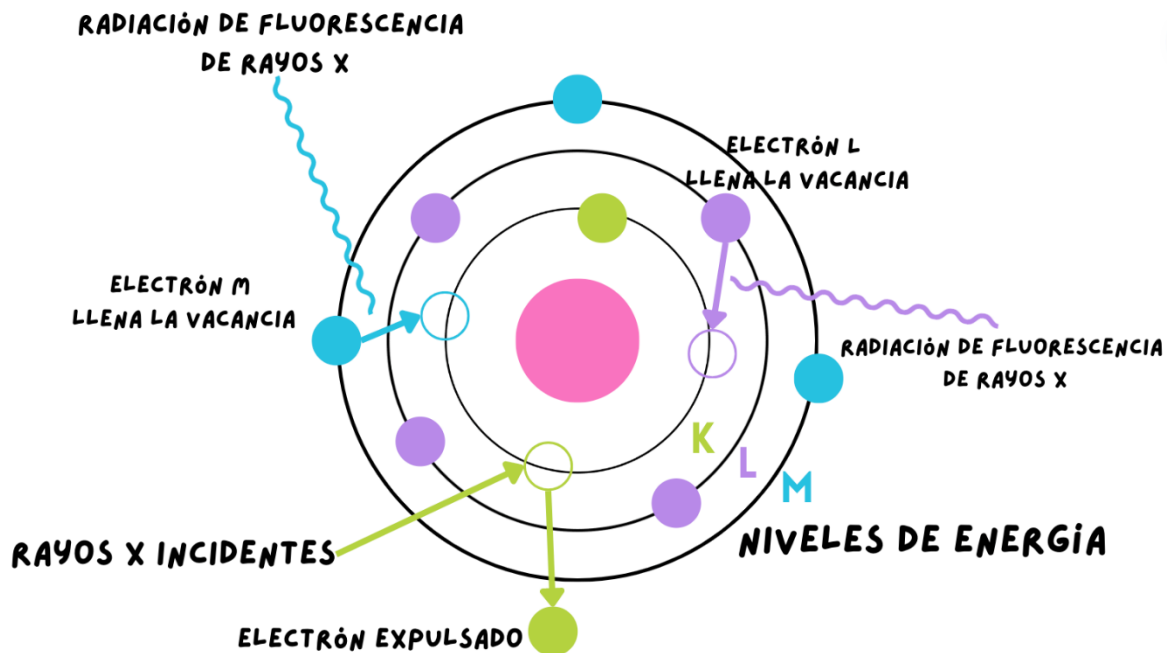 RADIACIÓN DE FLUORESCENCIA
DE RAYOS X
ELECTRÓN L
LLENA LA VACANCIA
ELECTRÓN M
LLENA LA VACANCIA
RADIACIÓN DE FLUORESCENCIA
DE RAYOS X
K
L
M
NIVELES DE ENERGÍA
RAYOS X INCIDENTES
ELECTRÓN EXPULSADO